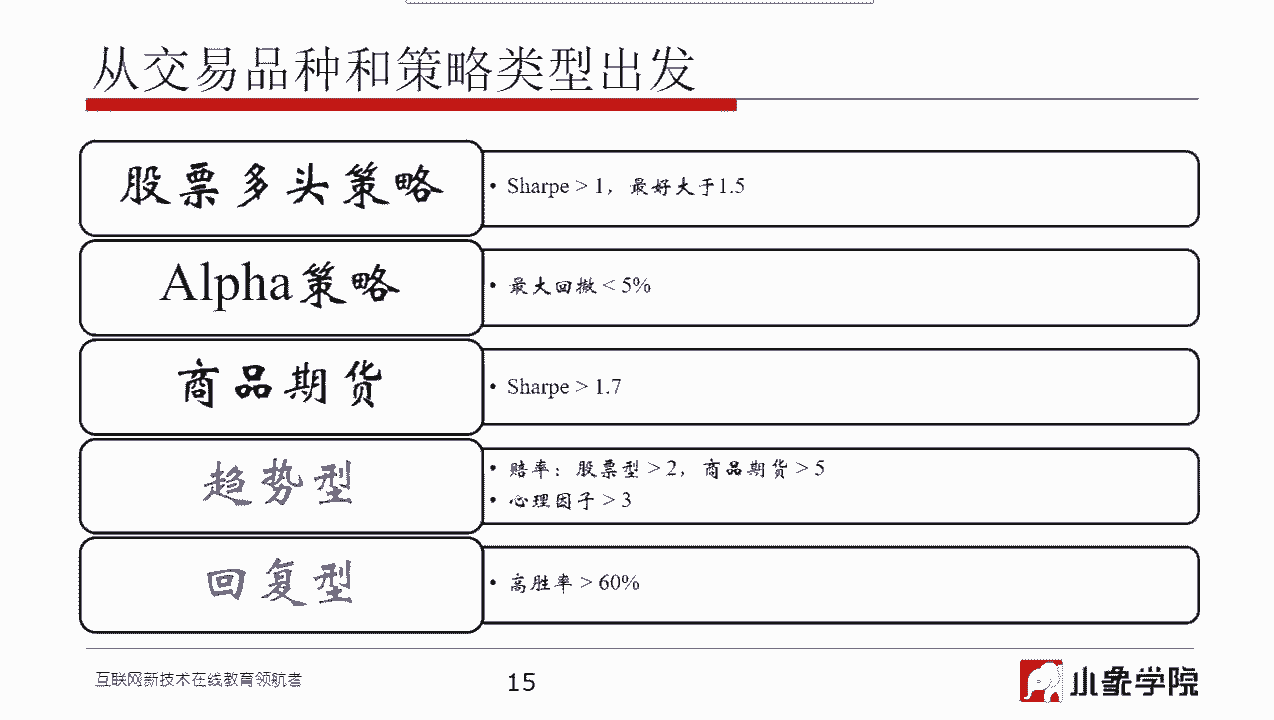 从交易品种和策略类型出发
股票多头策略
• Sharpe > 1，最好大于1.5
Alpha策略
• 最大回撤 < 5%
商品期货
• Sharpe > 1.7
趋势型
• 赔率：股票型 > 2，商品期货 > 5
• 心理因子 > 3
回复型
• 高胜率 > 60%
互联网新技术在线教育领航者
15
小象学院